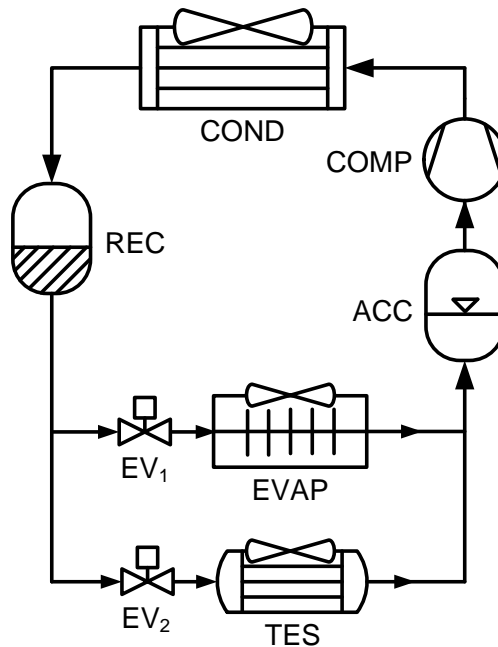 COND
COMP
REC
ACC
EV₁
EVAP
EV₂
TES